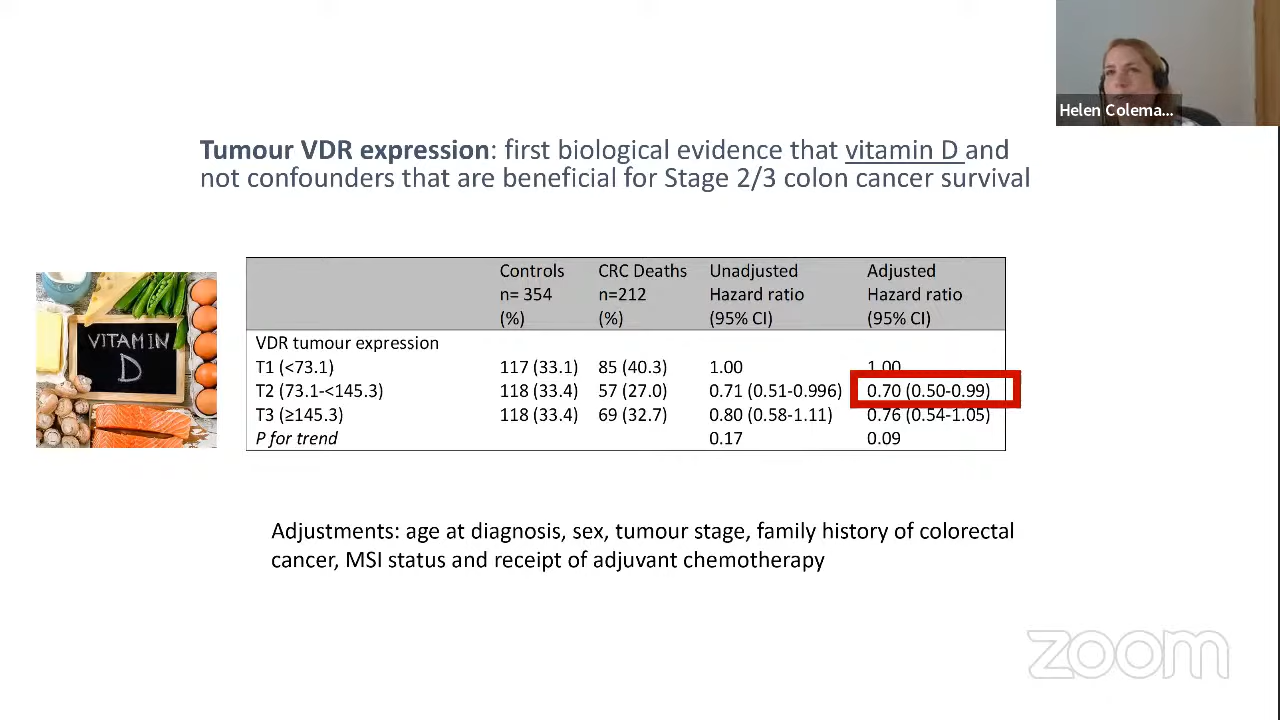 Helen Colema...
Tumour VDR expression: first biological evidence that vitamin D and
not confounders that are beneficial for Stage 2/3 colon cancer survival
VITAMIN
D
Controls CRC Deaths Unadjusted Adjusted
n= 354 n=212 Hazard ratio Hazard ratio
(%) (%) (95% CI) (95% CI)
VDR tumour expression
T1 (<73.1) 117 (33.1) 85 (40.3) 1.00 1.00
T2 (73.1-<145.3) 118 (33.4) 57 (27.0) 0.71 (0.51-0.996) 0.70 (0.50-0.99)
T3 (≥145.3) 118 (33.4) 69 (32.7) 0.80 (0.58-1.11) 0.76 (0.54-1.05)
P for trend 0.17 0.09
Adjustments: age at diagnosis, sex, tumour stage, family history of colorectal
cancer, MSI status and receipt of adjuvant chemotherapy
zoom